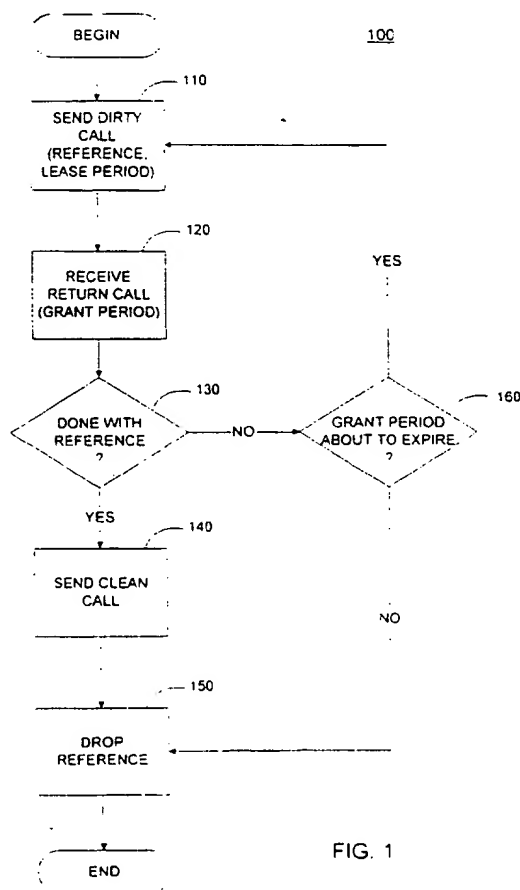 BEGIN
100
110
SEND DIRTY
CALL
(REFERENCE,
LEASE PERIOD)
120
RECEIVE
RETURN CALL
(GRANT PERIOD)
YES
130
DONE WITH
REFERENCE
?
NO
160
GRANT PERIOD
ABOUT TO EXPIRE.
?
YES
140
SEND CLEAN
CALL
NO
150
DROP
REFERENCE
END
FIG. 1